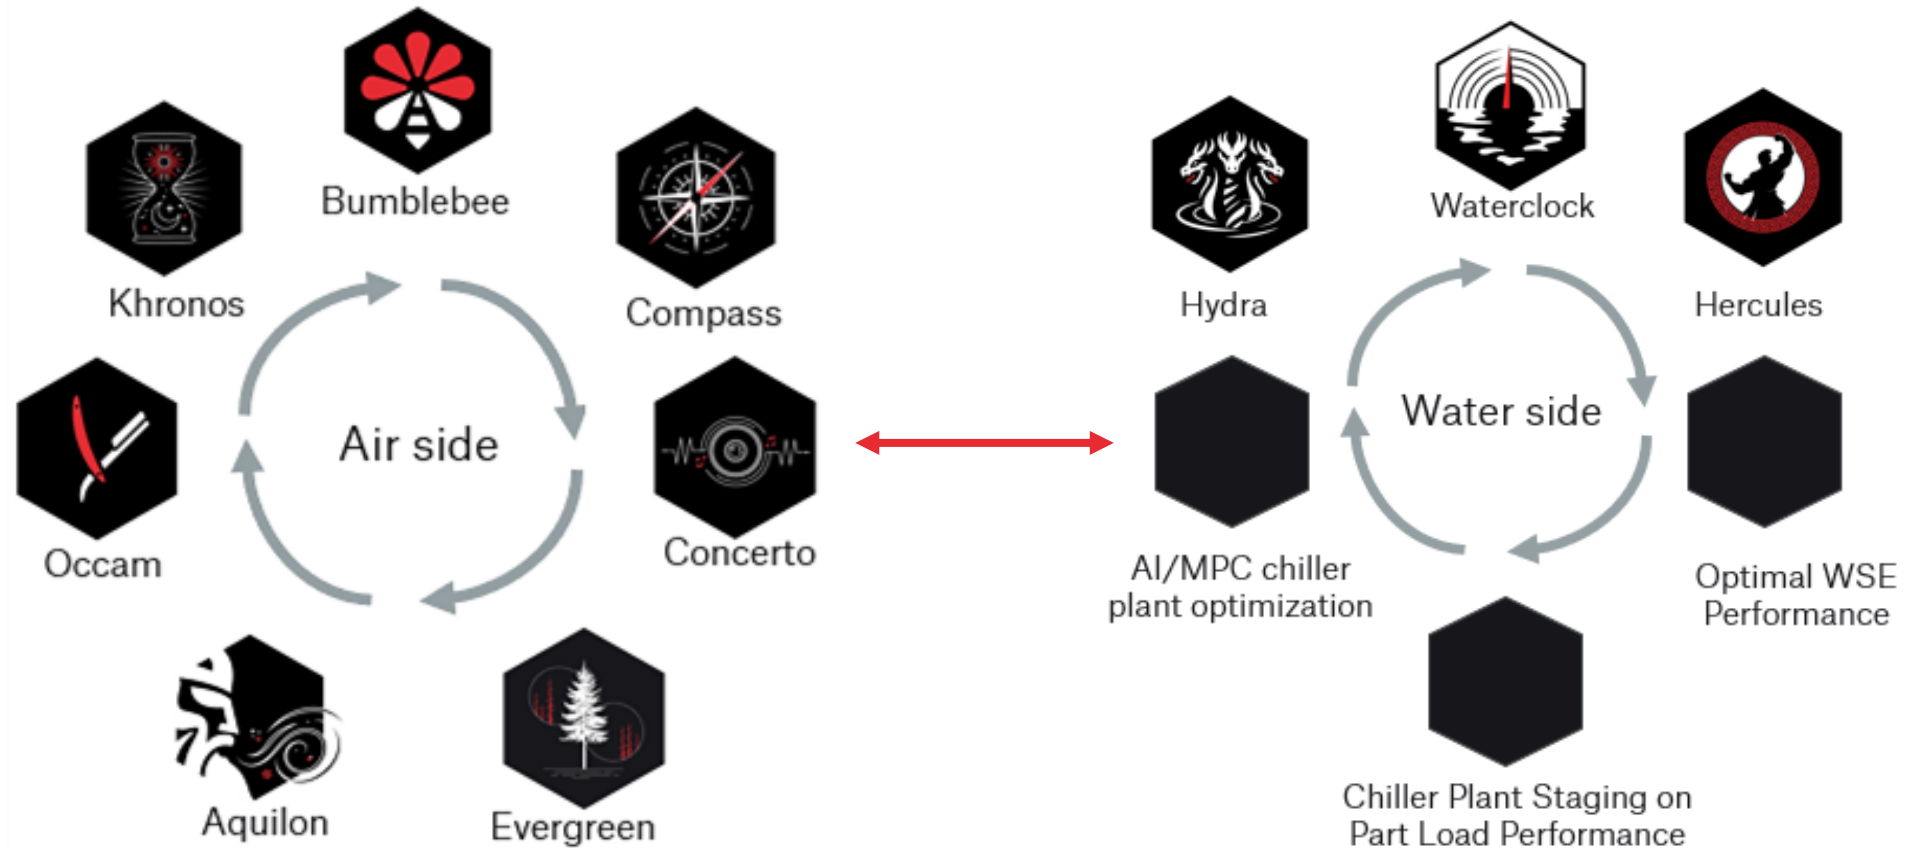 Bumblebee
Khronos
Compass
Occam
Air side
Concerto
Aquilon
Evergreen
Waterclock
Hydra
Hercules
Water side
AI/MPC chiller
plant optimization
Optimal WSE
Performance
Chiller Plant Staging on
Part Load Performance